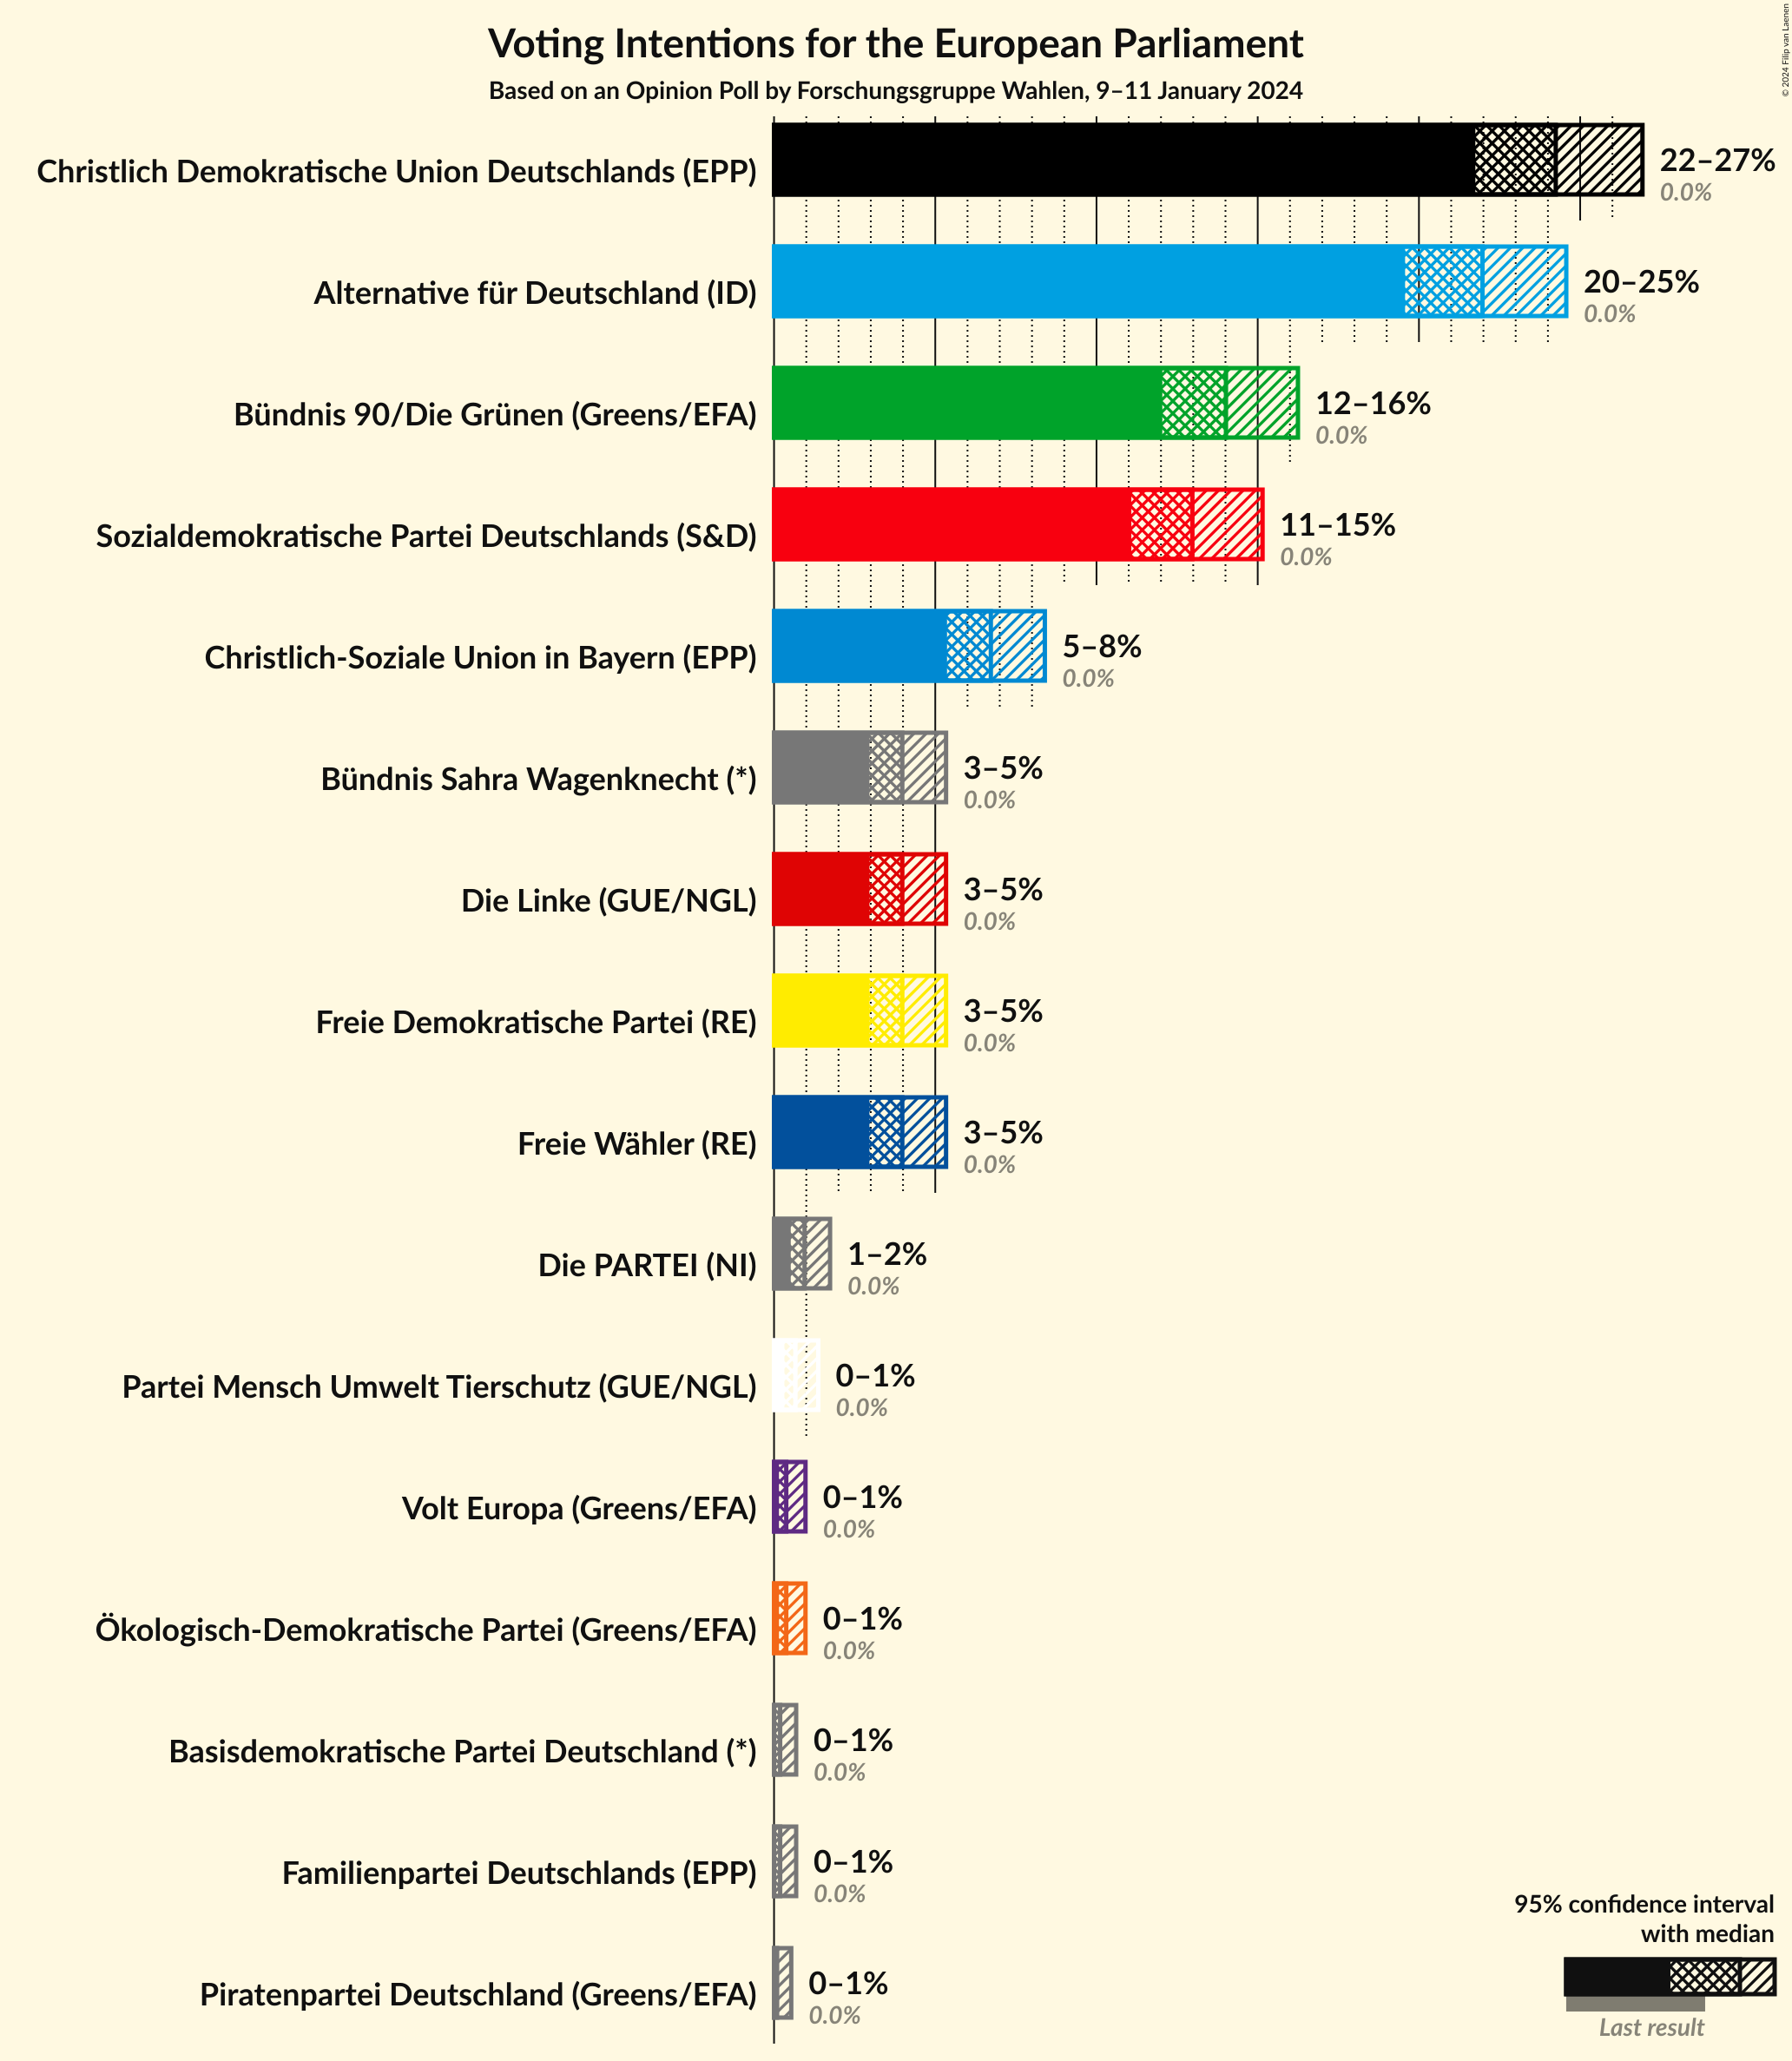 © 2024 Filip van Laenen
Voting Intentions for the European Parliament
Based on an Opinion Poll by Forschungsgruppe Wahlen, 9–11 January 2024
Christlich Demokratische Union Deutschlands (EPP)
22–27%
0.0%
Alternative für Deutschland (ID)
20–25%
0.0%
Bündnis 90/Die Grünen (Greens/EFA)
12–16%
0.0%
Sozialdemokratische Partei Deutschlands (S&D)
11–15%
0.0%
Christlich-Soziale Union in Bayern (EPP)
5–8%
0.0%
Bündnis Sahra Wagenknecht (*)
3–5%
0.0%
Die Linke (GUE/NGL)
3–5%
0.0%
Freie Demokratische Partei (RE)
3–5%
0.0%
Freie Wähler (RE)
3–5%
0.0%
Die PARTEI (NI)
1–2%
0.0%
Partei Mensch Umwelt Tierschutz (GUE/NGL)
0–1%
0.0%
Volt Europa (Greens/EFA)
0–1%
0.0%
Ökologisch-Demokratische Partei (Greens/EFA)
0–1%
0.0%
Basisdemokratische Partei Deutschland (*)
0–1%
0.0%
Familienpartei Deutschlands (EPP)
0–1%
0.0%
Piratenpartei Deutschland (Greens/EFA)
0–1%
0.0%
95% confidence interval
with median
Last result